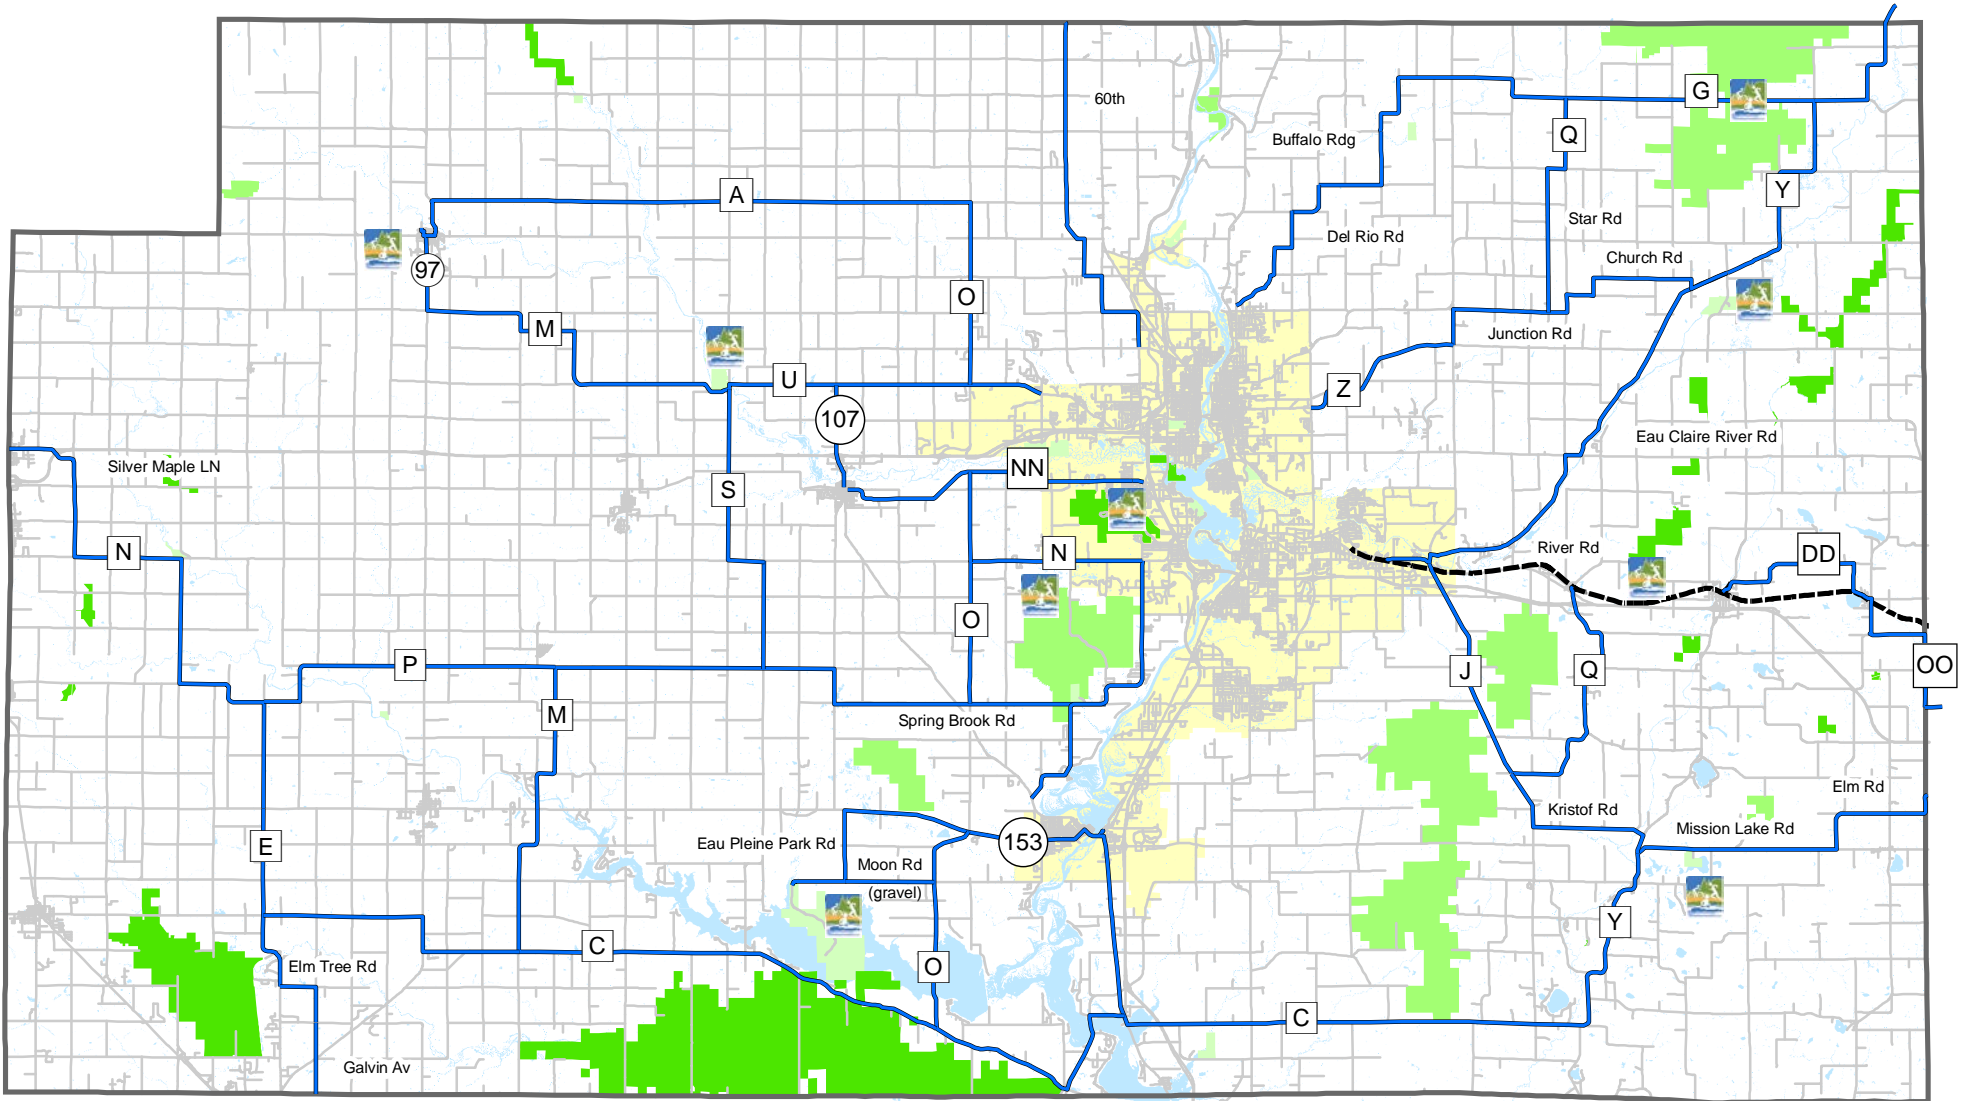 60th
G
Buffalo Rdg
Q
A
Y
Star Rd
Del Rio Rd
Church Rd
97
O
M
Junction Rd
U
Z
107
Eau Claire River Rd
Silver Maple LN
NN
S
N
N
River Rd
DD
O
P
J
Q
OO
M
Spring Brook Rd
Elm Rd
Kristof Rd
Mission Lake Rd
E
Eau Pleine Park Rd
153
Moon Rd
(gravel)
Y
C
Elm Tree Rd
O
C
Galvin Av